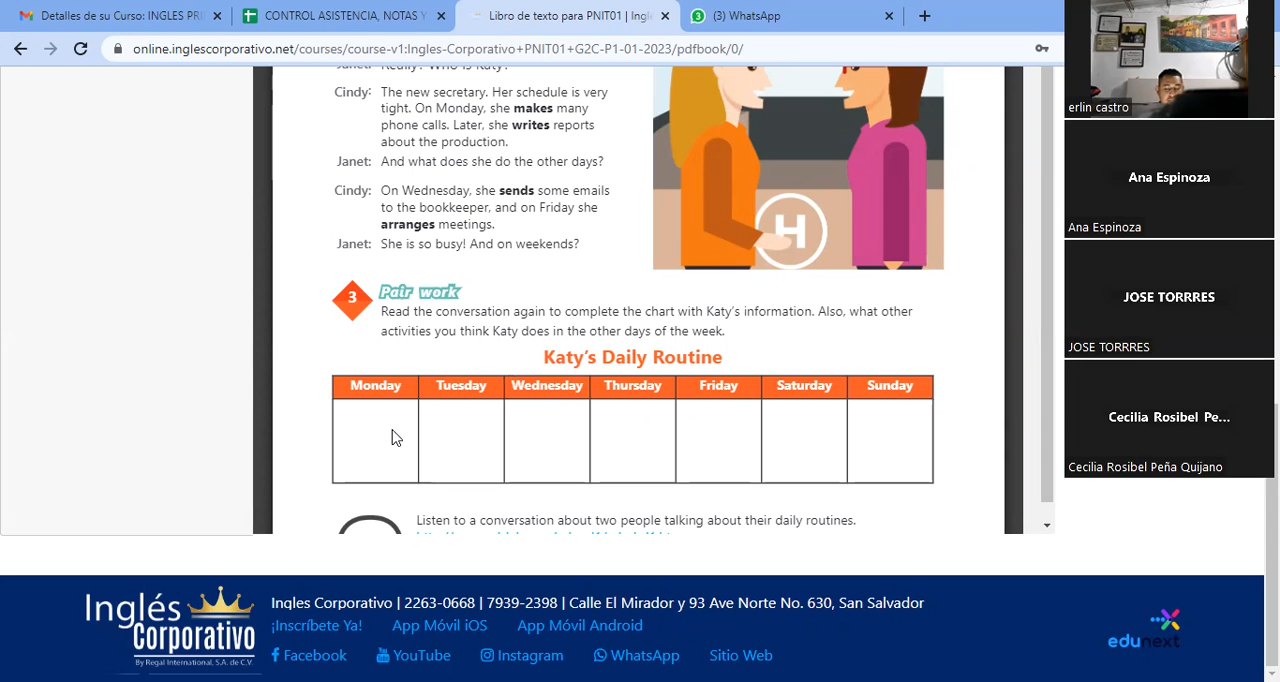 Detalles de su Curso: INGLES PRI
CONTROL ASISTENCIA, NOTAS Y
Libro de texto para PNIT01 | Ingl
(3) WhatsApp
online.inglescorporativo.net/courses/course-v1:Ingles-Corporativo+PNIT01+G2C-P1-01-2023/pdfbook/0/
Janet: Really? Who is Katy?
Cindy: The new secretary. Her schedule is very
tight. On Monday, she makes many
phone calls. Later, she writes reports
about the production.
Janet: And what does she do the other days?
Cindy: On Wednesday, she sends some emails
to the bookkeeper, and on Friday she
arranges meetings.
Janet: She is so busy! And on weekends?
H
3 Pair work
Read the conversation again to complete the chart with Katy's information. Also, what other
activities you think Katy does in the other days of the week.
Katy's Daily Routine
Monday Tuesday Wednesday Thursday Friday Saturday Sunday
Listen to a conversation about two people talking about their daily routines.
erlin castro
Ana Espinoza
Ana Espinoza
JOSE TORRRES
JOSE TORRRES
Cecilia Rosibel Pe...
Cecilia Rosibel Peña Quijano
Inglés
Corporativo
By Regal International, S.A. de C.V.
Ingles Corporativo | 2263-0668 | 7939-2398 | Calle El Mirador y 93 Ave Norte No. 630, San Salvador
¡Inscríbete Ya! App Móvil iOS App Móvil Android
Facebook YouTube Instagram WhatsApp Sitio Web
edunext